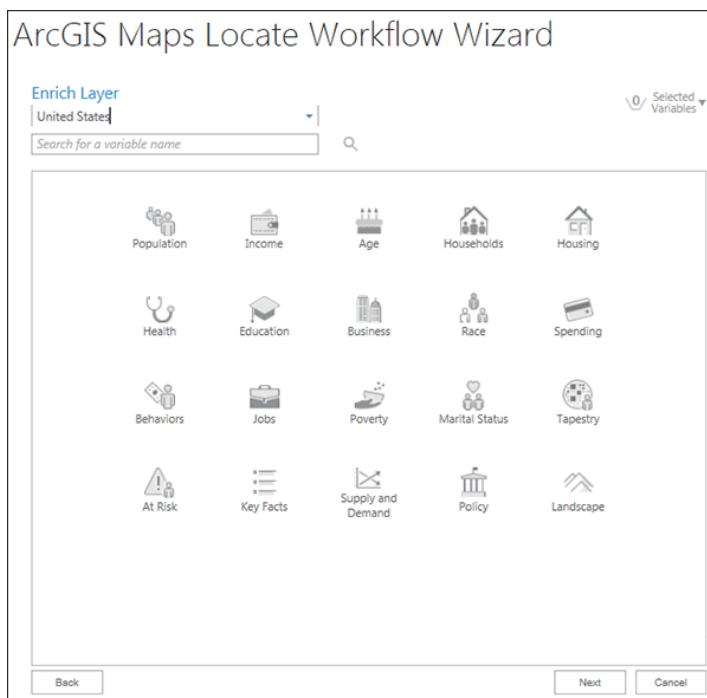 ArcGIS Maps Locate Workflow Wizard
Enrich Layer
United States
0 Selected Variables
Search for a variable name
Population Income Age Households Housing
Health Education Business Race Spending
Behaviors Jobs Poverty Marital Status Tapestry
At Risk Key Facts Supply and Demand Policy Landscape
Back Next Cancel